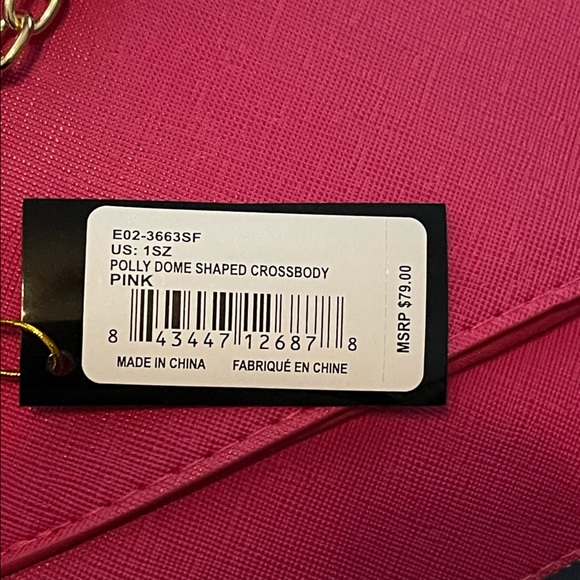 E02-3663SF
US: 1SZ
POLLY DOME SHAPED CROSSBODY
PINK
8 43447 12687 8
MADE IN CHINA FABRIQUÉ EN CHINE
MSRP $79.00